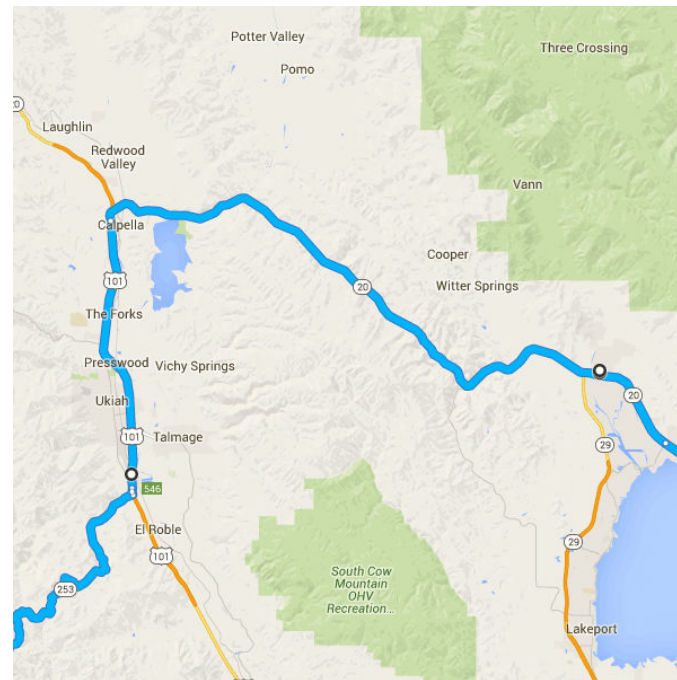 Potter Valley
Three Crossing
Pomo
20
Laughlin
Redwood
Valley
Vann
Calpella
Cooper
101
20
Witter Springs
The Forks
Presswood
Vichy Springs
Ukiah
20
101
Talmage
29
546
El Roble
101
29
South Cow
Mountain
OHV
Recreation...
253
Lakeport